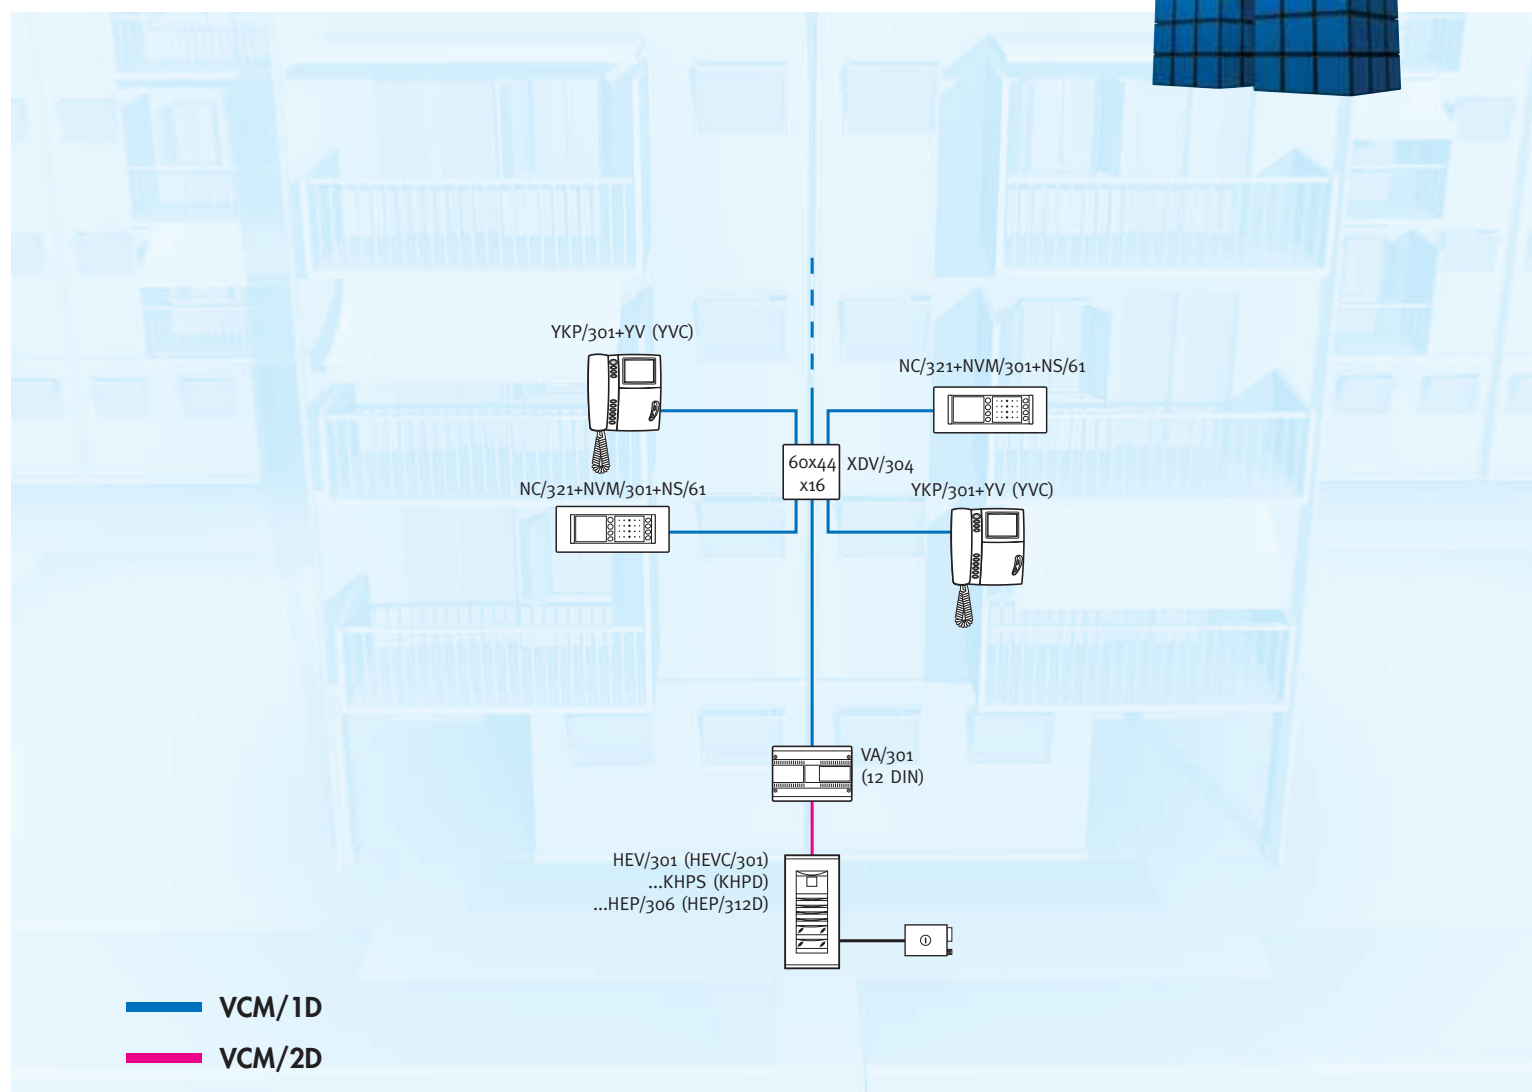 YKP/301+YV (YVC)
NC/321+NVM/301+NS/61
60x44
x16
XDV/304
NC/321+NVM/301+NS/61
YKP/301+YV (YVC)
VA/301
(12 DIN)
HEV/301 (HEVC/301)
...KHPS (KHPD)
...HEP/306 (HEP/312D)
VCM/1D
VCM/2D